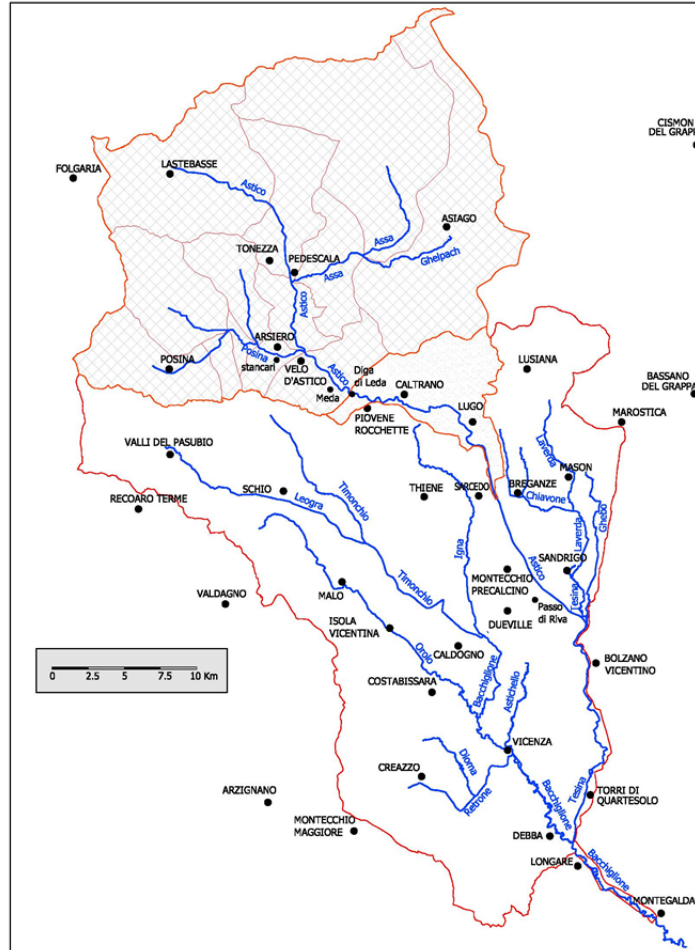 CISMON
DEL GRAPP
FOLGARIA
LASTEBASSE
Astico
ASIAGO
Assa
TONEZZA
PEDESCALA
Assa
Ghelpach
Astico
ARSIERO
Posina
stancari
POSINA
VELO
D'ASTICO
Astico
Diga
di Leda
Meda
CALTRANO
LUSIANA
BASSANO
DEL GRAPPA
PIOVENE
ROCCHETTE
LUGO
MAROSTICA
VALLI DEL PASUBIO
Laverda
MASON
SCHIO
Timonchio
THIENE
SARCEDO
BREGANZE
Chiavone
RECOARO TERME
Leogra
Ghebo
Laverda
Igna
Astico
SANDRIGO
MONTECCHIO
PRECALCINO
Timonchio
MALO
VALDAGNO
Tesina
Passo
di Riva
DUEVILLE
ISOLA
VICENTINA
Orolo
CALDOGNO
BOLZANO
VICENTINO
0 2.5 5 7.5 10 Km
COSTABISSARA
Bacchiglione
Astichello
VICENZA
Dioma
CREAZZO
Retrone
Bacchiglione
Tesina
TORRI DI
QUARTESOLO
ARZIGNANO
MONTECCHIO
MAGGIORE
DEBBA
LONGARE
Bacchiglione
MONTEGALDA